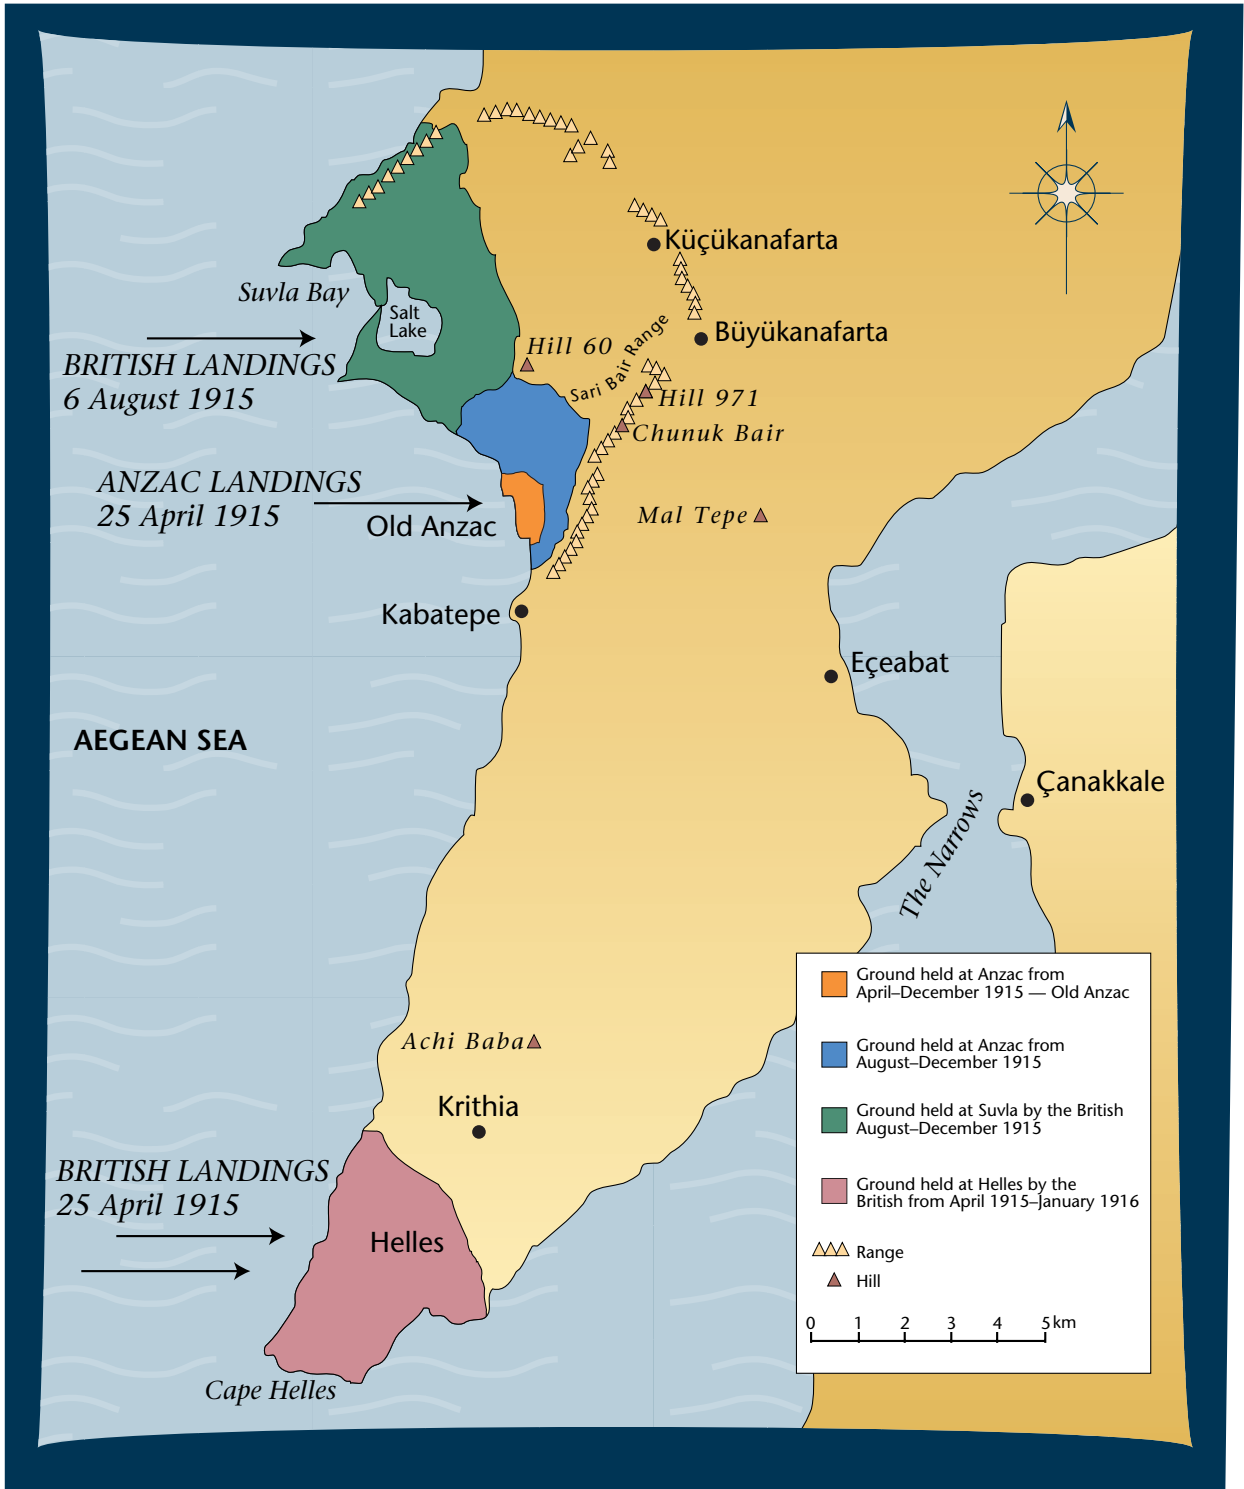 Küçükanafarta
Suvla Bay
Salt
Lake
Büyükanafarta
Hill 60
Sari Bair Range
BRITISH LANDINGS
6 August 1915
Hill 971
Chunuk Bair
ANZAC LANDINGS
25 April 1915
Old Anzac
Mal Tepe
Kabatepe
Eçeabat
AEGEAN SEA
Çanakkale
The Narrows
Achi Baba
Krithia
BRITISH LANDINGS
25 April 1915
Helles
Cape Helles
Ground held at Anzac from
April–December 1915 — Old Anzac
Ground held at Anzac from
August–December 1915
Ground held at Suvla by the British
August–December 1915
Ground held at Helles by the
British from April 1915–January 1916
Range
Hill
0 1 2 3 4 5 km